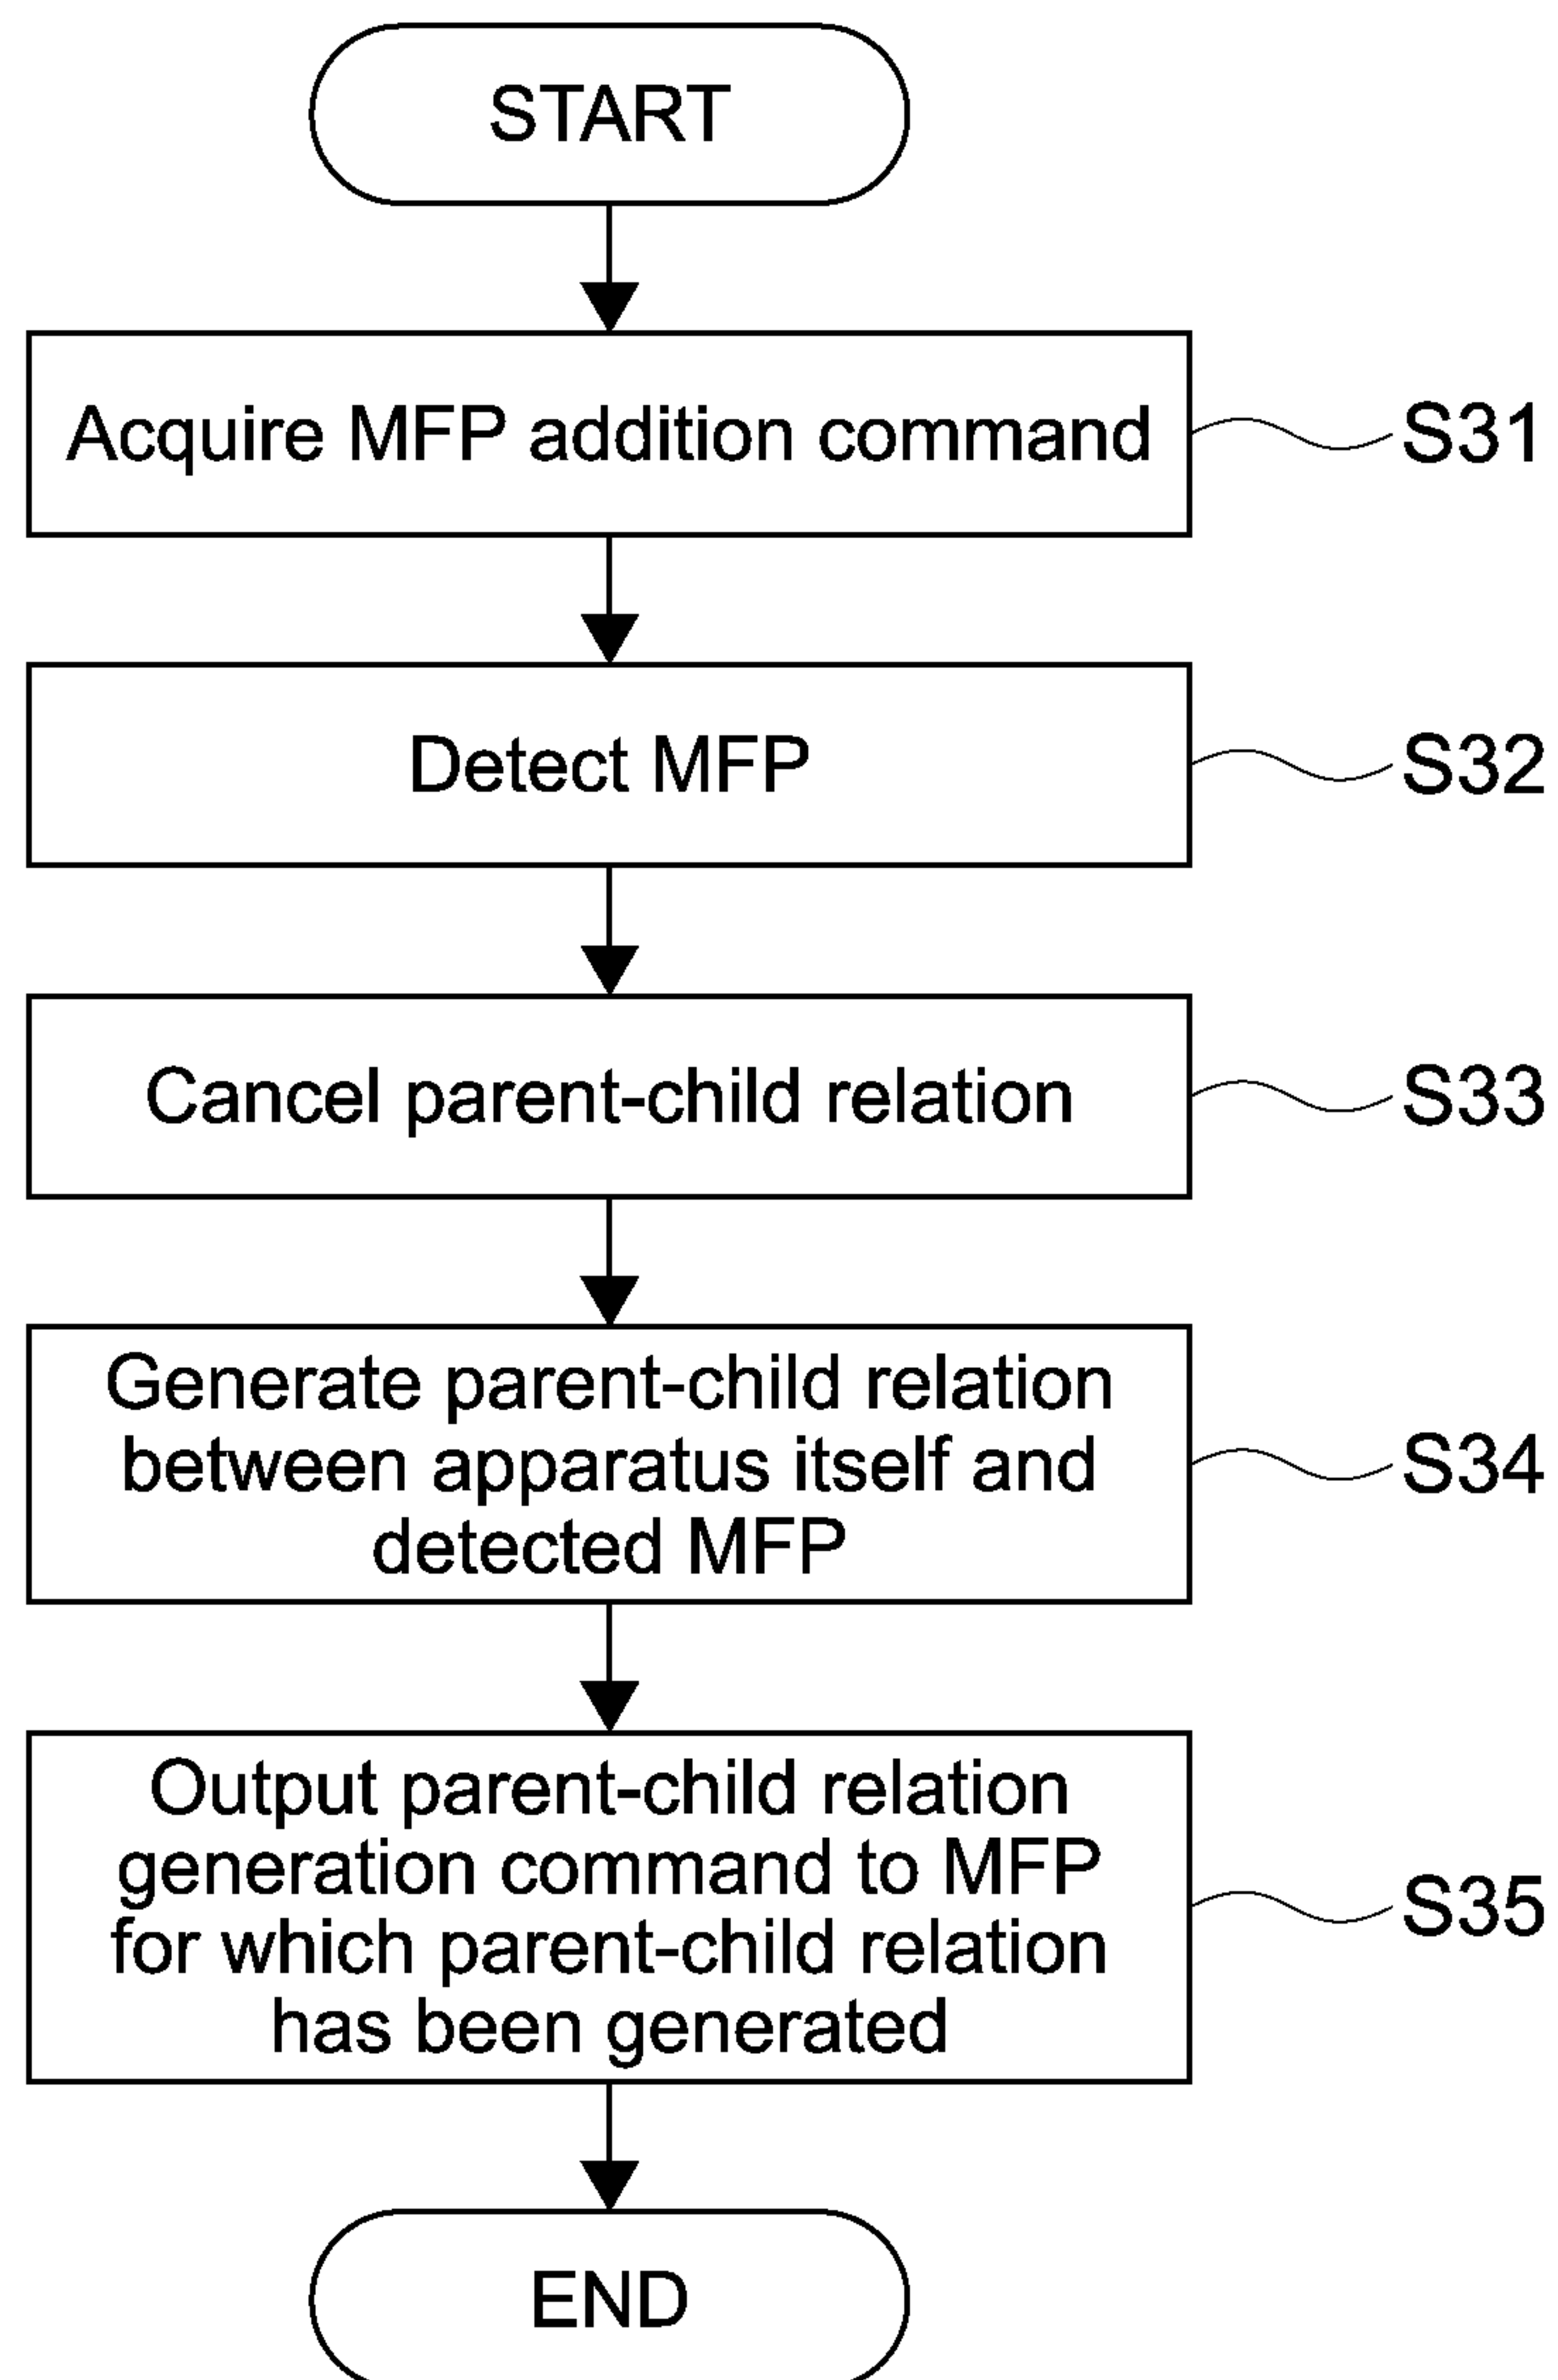 START
Acquire MFP addition command
S31
Detect MFP
S32
Cancel parent-child relation
S33
Generate parent-child relation
between apparatus itself and
detected MFP
S34
Output parent-child relation
generation command to MFP
for which parent-child relation
has been generated
S35
END